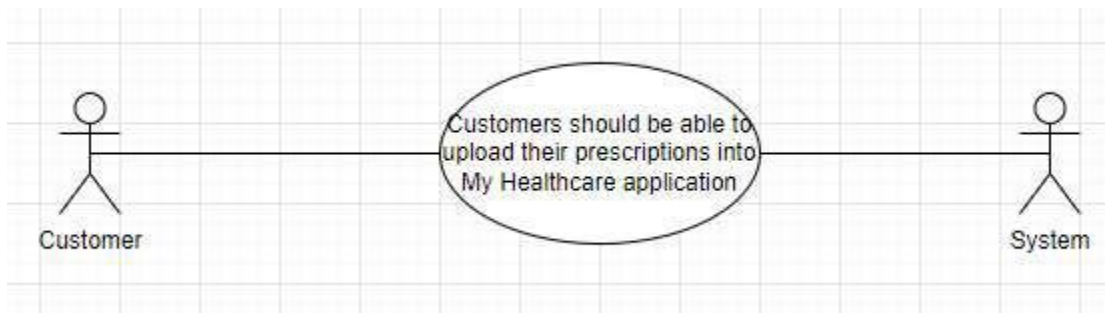 Customers should be able to
upload their prescriptions into
My Healthcare application
Customer
System